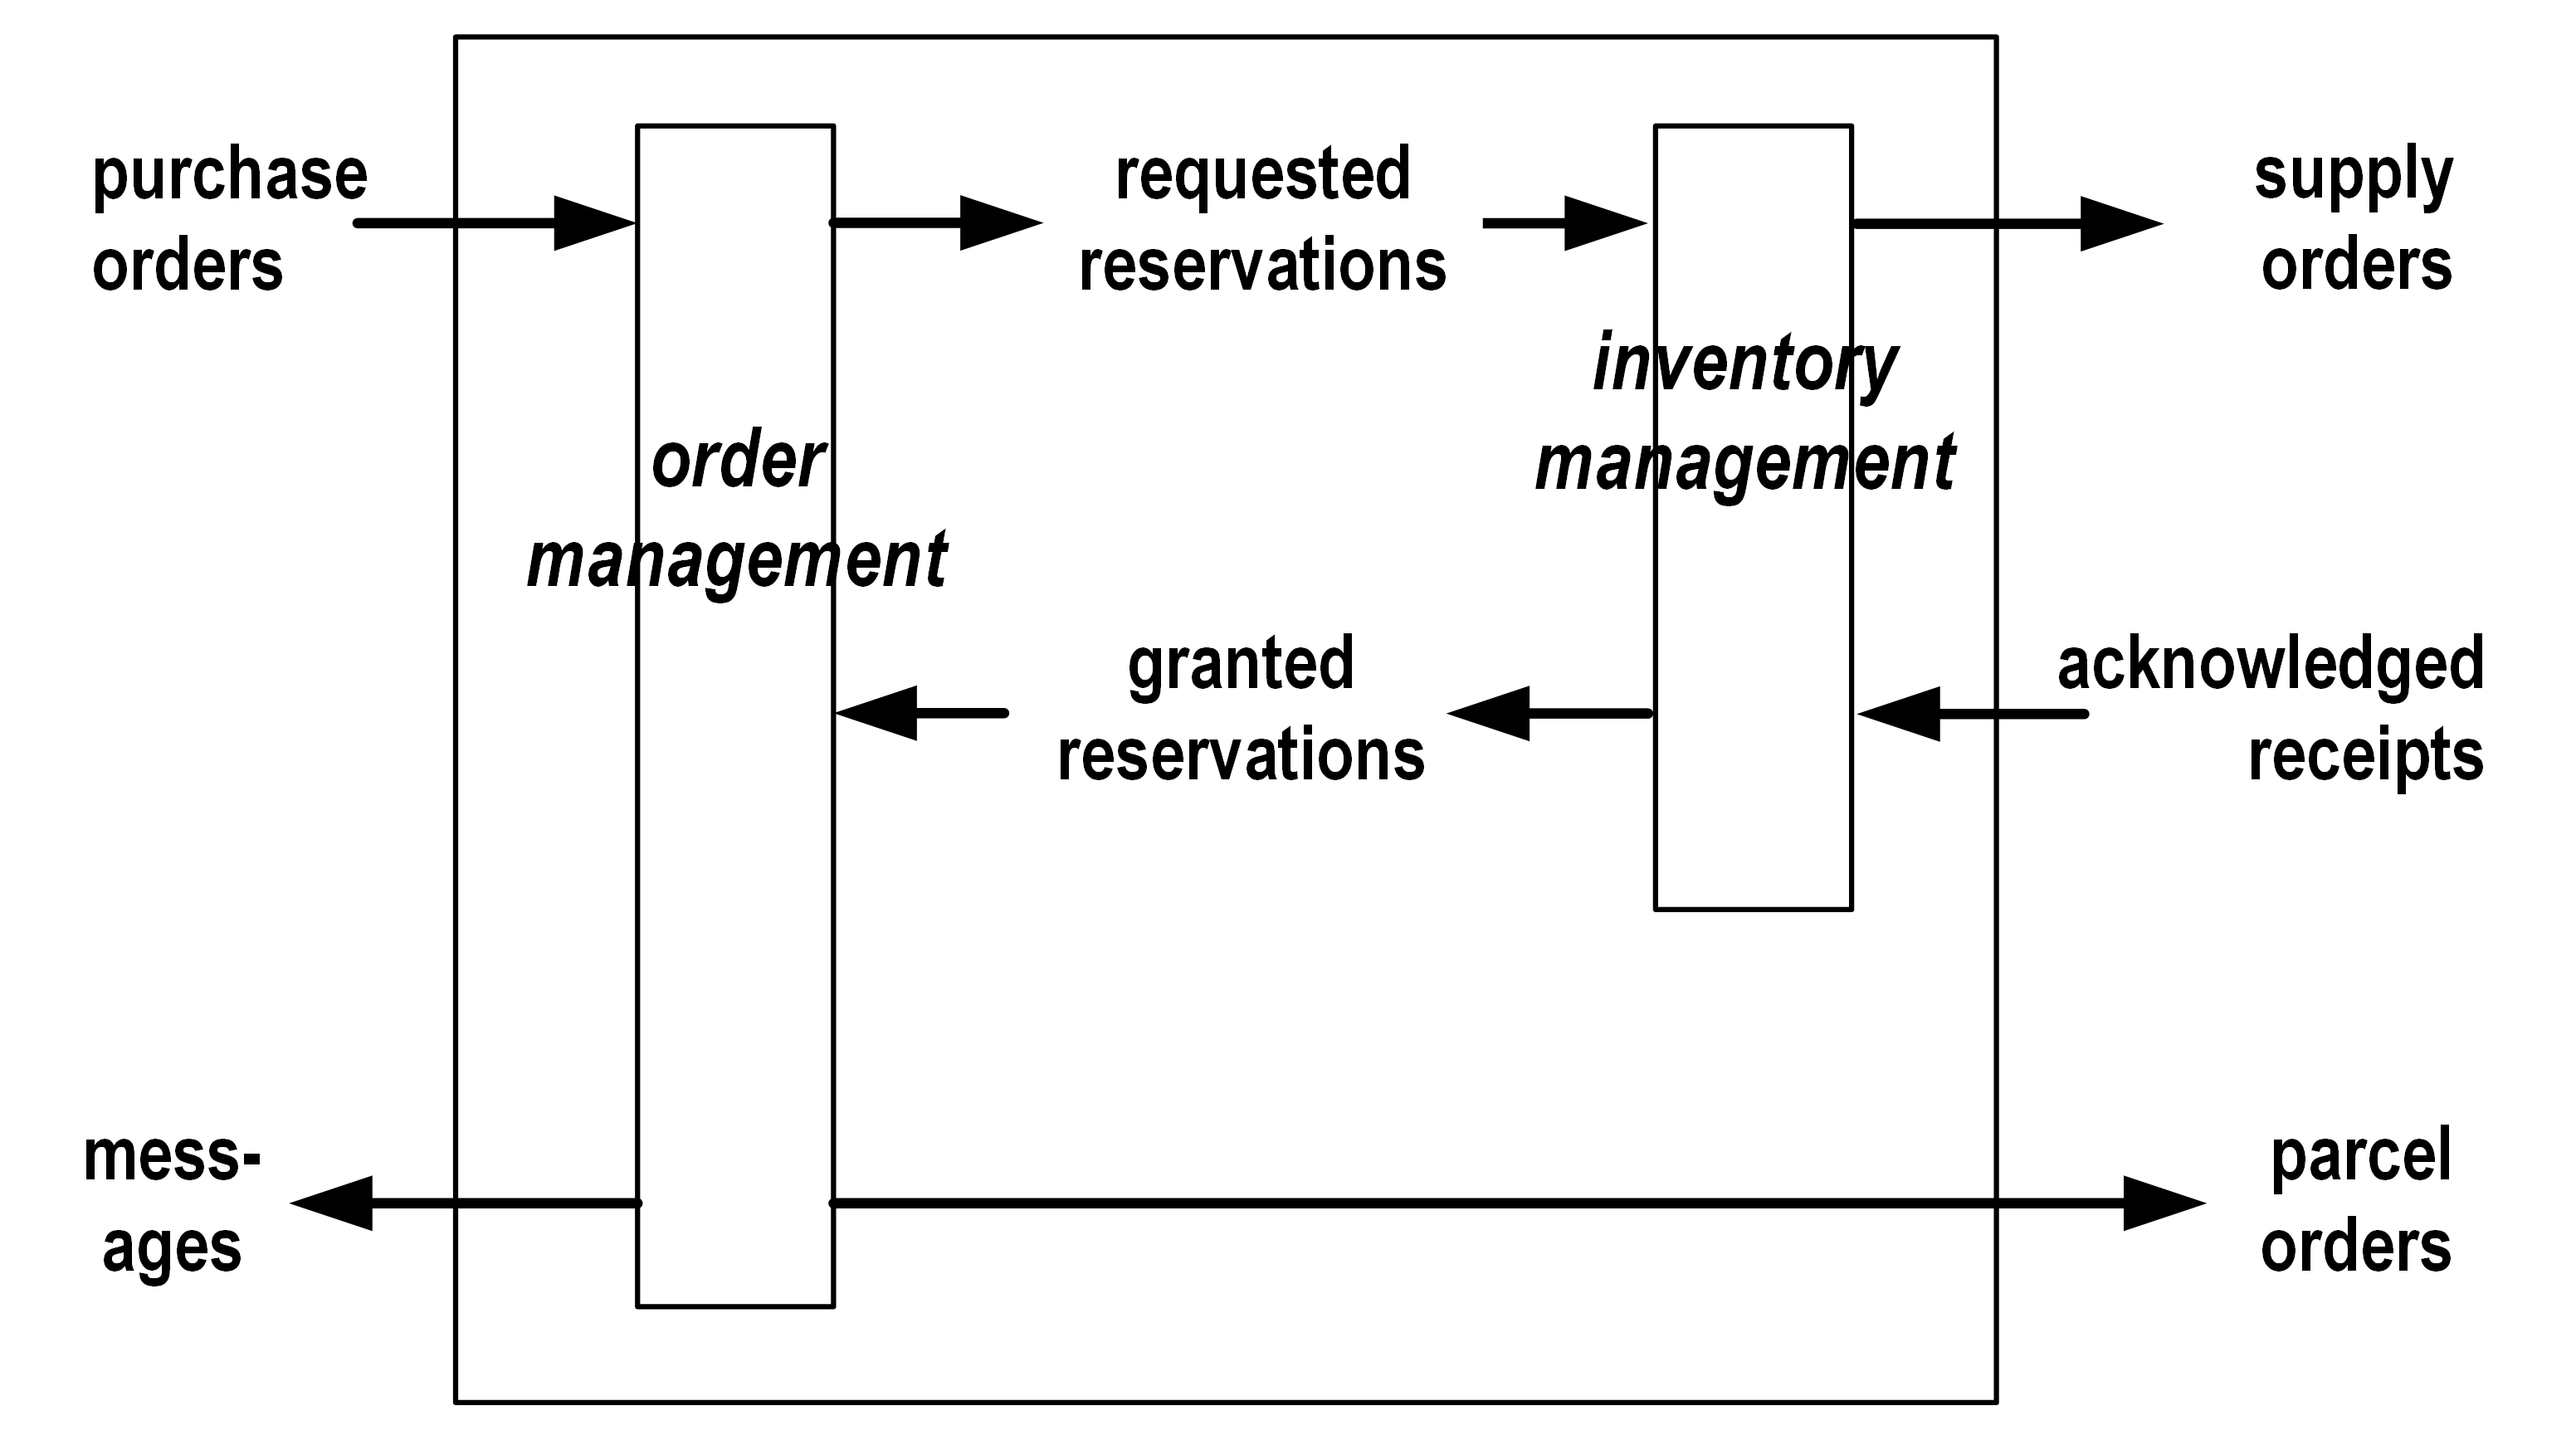 purchase
orders
requested
reservations
supply
orders
inventory
management
order
management
granted
reservations
acknowledged
receipts
mess-
ages
parcel
orders